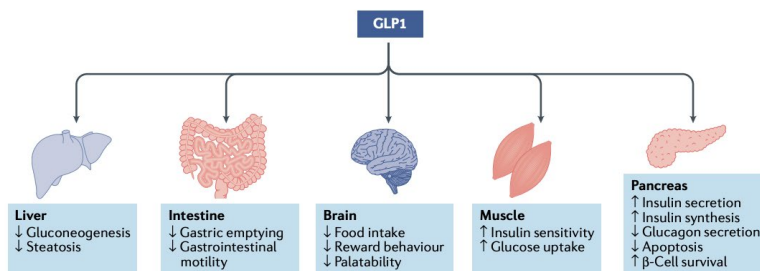 GLP1
Liver
↓ Gluconeogenesis
↓ Steatosis
Intestine
↓ Gastric emptying
↓ Gastrointestinal
motility
Brain
↓ Food intake
↓ Reward behaviour
↓ Palatability
Muscle
↑ Insulin sensitivity
↑ Glucose uptake
Pancreas
↑ Insulin secretion
↑ Insulin synthesis
↓ Glucagon secretion
↓ Apoptosis
↑ β-Cell survival